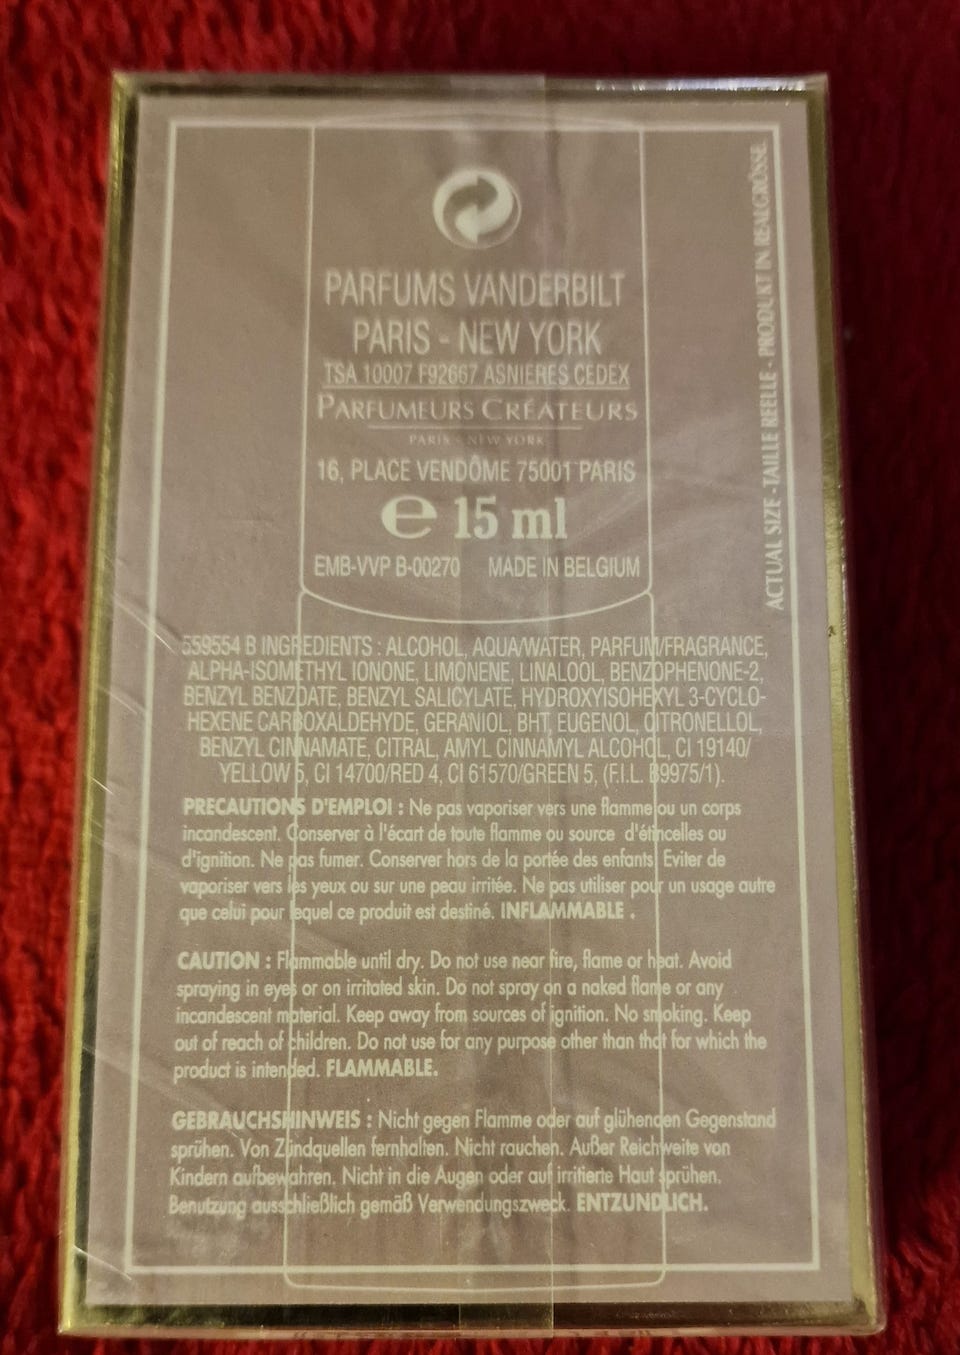 PARFUMS VANDERBILT
PARIS - NEW YORK
TSA 10007 F92667 ASNIERES CEDEX
PARFUMEURS CRÉATEURS
PARIS - NEW YORK
16, PLACE VENDÔME 75001 PARIS
℮ 15 ml
EMB-VVP B-00270 MADE IN BELGIUM
ACTUAL SIZE - TAILLE REELLE - PRODUKT IN REALGRÖSSE.
559554 B INGREDIENTS : ALCOHOL, AQUA/WATER, PARFUM/FRAGRANCE,
ALPHA-ISOMETHYL IONONE, LIMONENE, LINALOOL, BENZOPHENONE-2,
BENZYL BENZOATE, BENZYL SALICYLATE, HYDROXYISOHEXYL 3-CYCLO-
HEXENE CARBOXALDEHYDE, GERANIOL, BHT, EUGENOL, CITRONELLOL,
BENZYL CINNAMATE, CITRAL, AMYL CINNAMYL ALCOHOL, CI 19140/
YELLOW 5, CI 14700/RED 4, CI 61570/GREEN 5, (F.I.L. B9975/1).
PRECAUTIONS D'EMPLOI : Ne pas vaporiser vers une flamme ou un corps
incandescent. Conserver à l'écart de toute flamme ou source d'étincelles ou
d'ignition. Ne pas fumer. Conserver hors de la portée des enfants. Eviter de
vaporiser vers les yeux ou sur une peau irritée. Ne pas utiliser pour un usage autre
que celui pour lequel ce produit est destiné. INFLAMMABLE .
CAUTION : Flammable until dry. Do not use near fire, flame or heat. Avoid
spraying in eyes or on irritated skin. Do not spray on a naked flame or any
incandescent material. Keep away from sources of ignition. No smoking. Keep
out of reach of children. Do not use for any purpose other than that for which the
product is intended. FLAMMABLE.
GEBRAUCHSHINWEIS : Nicht gegen Flamme oder auf glühenden Gegenstand
sprühen. Von Zündquellen fernhalten. Nicht rauchen. Außer Reichweite von
Kindern aufbewahren. Nicht in die Augen oder auf irritierte Haut sprühen.
Benutzung ausschließlich gemäß Verwendungszweck. ENTZÜNDLICH.